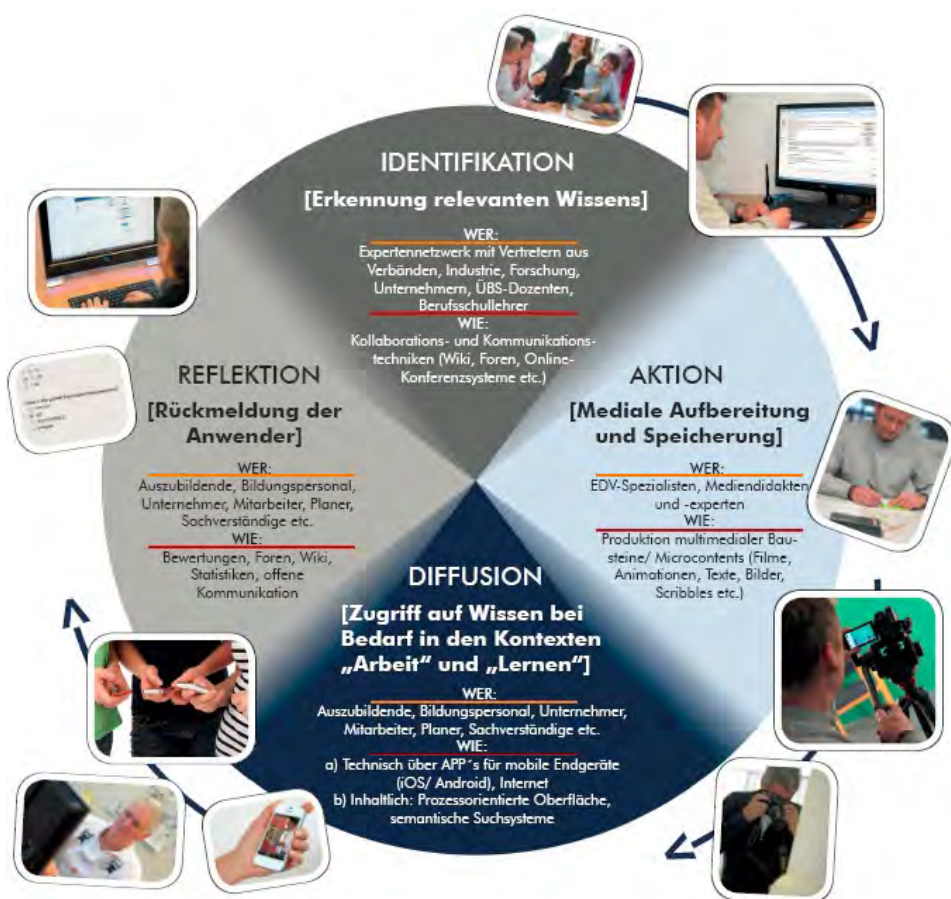 IDENTIFIKATION
[Erkennung relevanten Wissens]
WER:
Expertennetzwerk mit Vertretern aus
Verbänden, Industrie, Forschung,
Unternehmern, ÜBS-Dozenten,
Berufsschullehrer
WIE:
Kollaborations- und Kommunikations-
techniken (Wiki, Foren, Online-
Konferenzsysteme etc.)
AKTION
[Mediale Aufbereitung
und Speicherung]
WER:
EDV-Spezialisten, Mediendidakten
und -experten
WIE:
Produktion multimedialer Bau-
steine/ Microcontents (Filme,
Animationen, Texte, Bilder,
Scribbles etc.)
DIFFUSION
[Zugriff auf Wissen bei
Bedarf in den Kontexten
„Arbeit“ und „Lernen“]
WER:
Auszubildende, Bildungspersonal, Unternehmer,
Mitarbeiter, Planer, Sachverständige etc.
WIE:
a) Technisch über APP´s für mobile Endgeräte
(iOS/ Android), Internet
b) Inhaltlich: Prozessorientierte Oberfläche,
semantische Suchsysteme
REFLEKTION
[Rückmeldung der
Anwender]
WER:
Auszubildende, Bildungspersonal,
Unternehmer, Mitarbeiter, Planer,
Sachverständige etc.
WIE:
Bewertungen, Foren, Wiki,
Statistiken, offene
Kommunikation